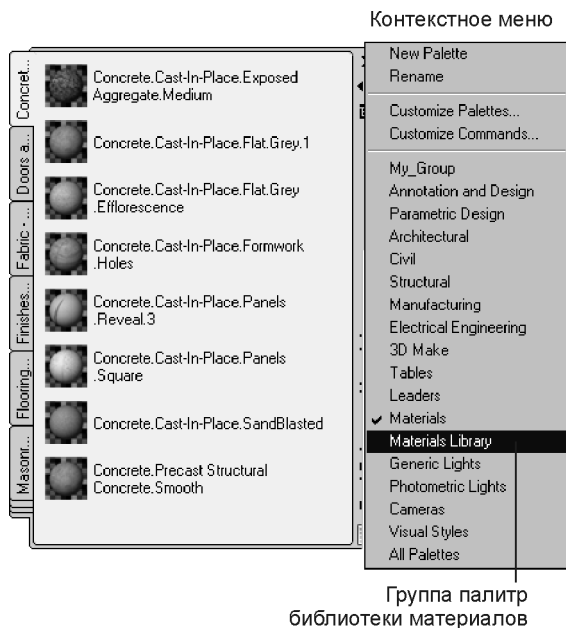 Контекстное меню
Concret...
Doors a...
Fabric - ...
Finishes...
Flooring...
Masonr...
Concrete.Cast-In-Place.Exposed
Aggregate.Medium
Concrete.Cast-In-Place.Flat.Grey.1
Concrete.Cast-In-Place.Flat.Grey
.Efflorescence
Concrete.Cast-In-Place.Formwork
.Holes
Concrete.Cast-In-Place.Panels
.Reveal.3
Concrete.Cast-In-Place.Panels
.Square
Concrete.Cast-In-Place.SandBlasted
Concrete.Precast Structural
Concrete.Smooth
New Palette
Rename
Customize Palettes...
Customize Commands...
My_Group
Annotation and Design
Parametric Design
Architectural
Civil
Structural
Manufacturing
Electrical Engineering
3D Make
Tables
Leaders
Materials
Materials Library
Generic Lights
Photometric Lights
Cameras
Visual Styles
All Palettes
Группа палитр
библиотеки материалов